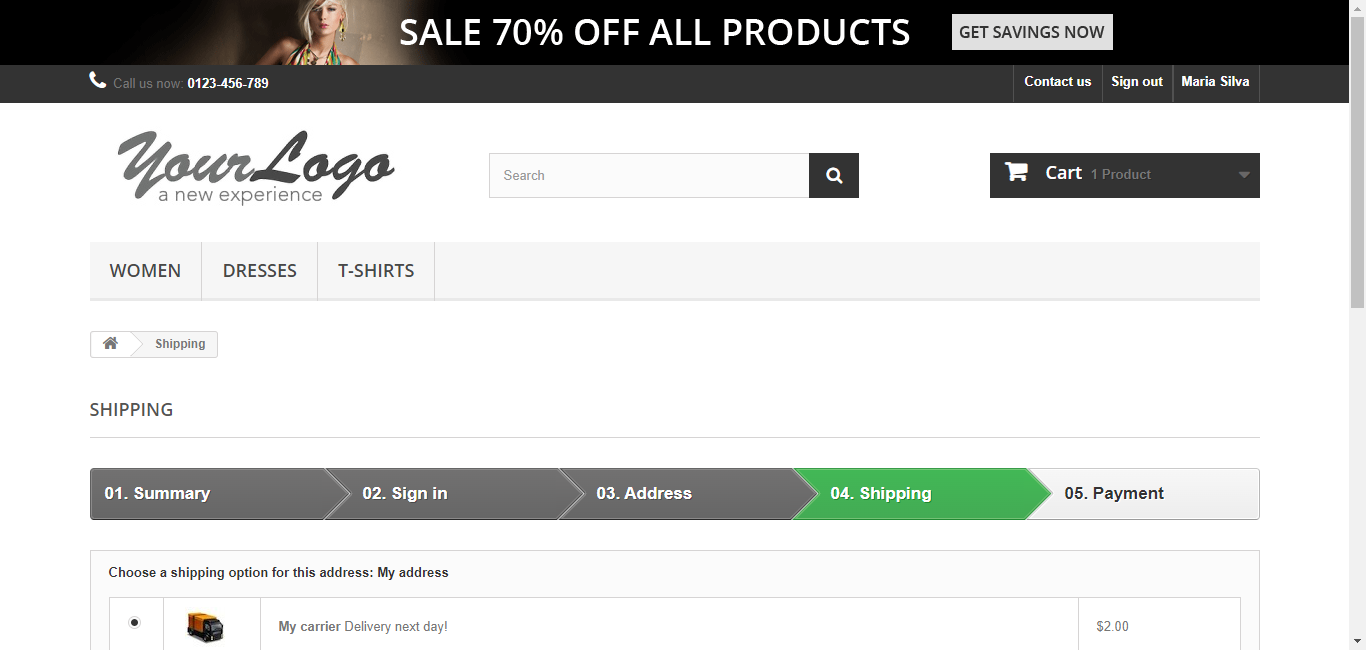 SALE 70% OFF ALL PRODUCTS GET SAVINGS NOW
Call us now: 0123-456-789 Contact us Sign out Maria Silva
Your Logo
a new experience
Search
Cart 1 Product
WOMEN DRESSES T-SHIRTS
Shipping
SHIPPING
01. Summary 02. Sign in 03. Address 04. Shipping 05. Payment
Choose a shipping option for this address: My address
My carrier Delivery next day! $2.00